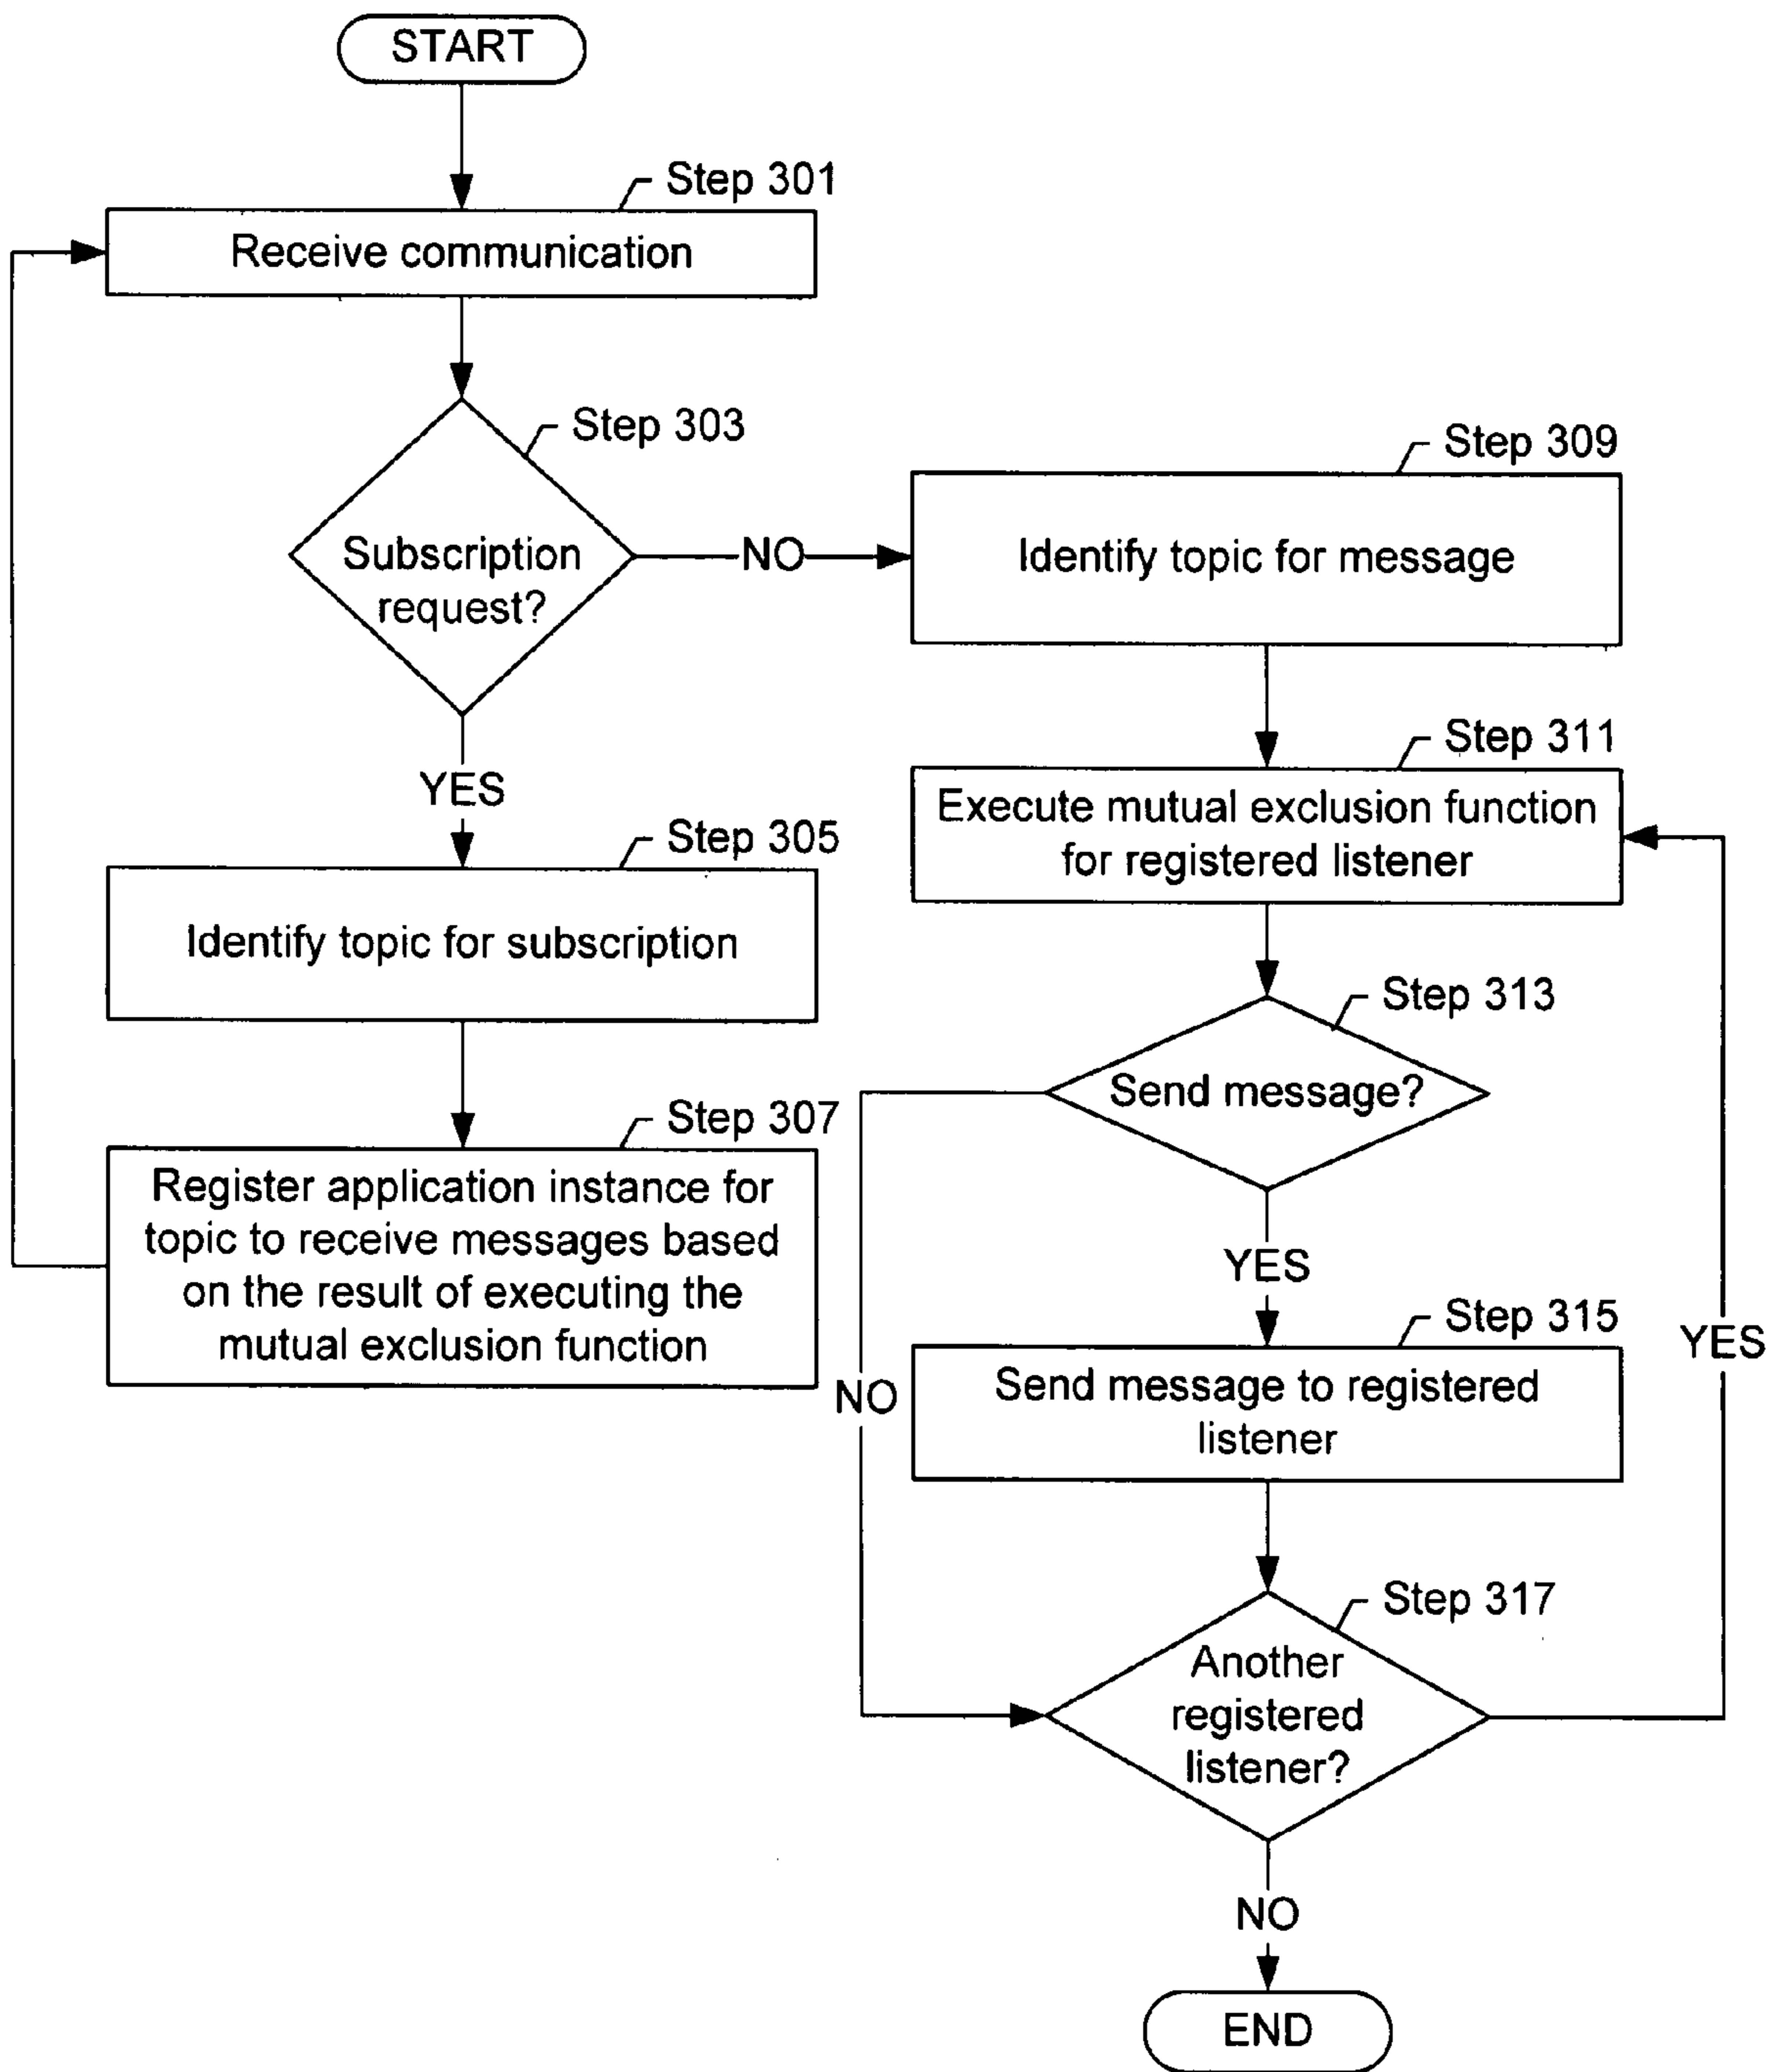 START
Step 301
Receive communication
Step 303
Subscription
request?
NO
YES
Step 305
Identify topic for subscription
Step 307
Register application instance for
topic to receive messages based
on the result of executing the
mutual exclusion function
Step 309
Identify topic for message
Step 311
Execute mutual exclusion function
for registered listener
Step 313
Send message?
YES
NO
Step 315
Send message to registered
listener
Step 317
Another
registered
listener?
YES
NO
END